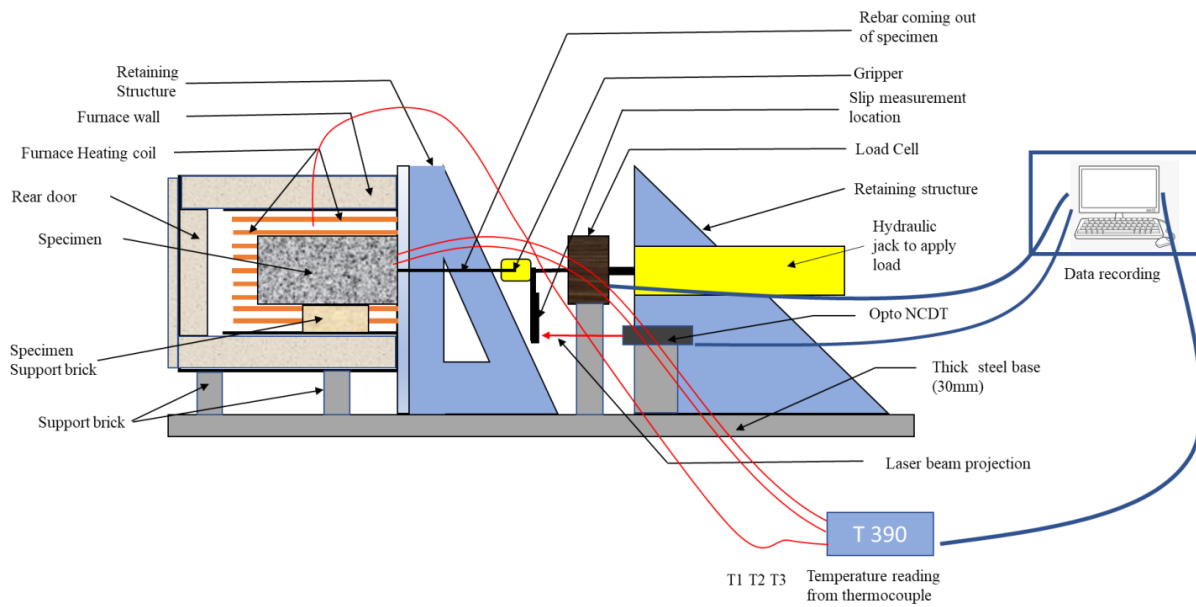 Rebar coming out
of specimen
Retaining
Structure
Gripper
Slip measurement
location
Furnace wall
Furnace Heating coil
Load Cell
Rear door
Retaining structure
Specimen
Hydraulic
jack to apply
load
Data recording
Opto NCDT
Specimen
Support brick
Thick steel base
(30mm)
Support brick
Laser beam projection
T 390
T1 T2 T3
Temperature reading
from thermocouple